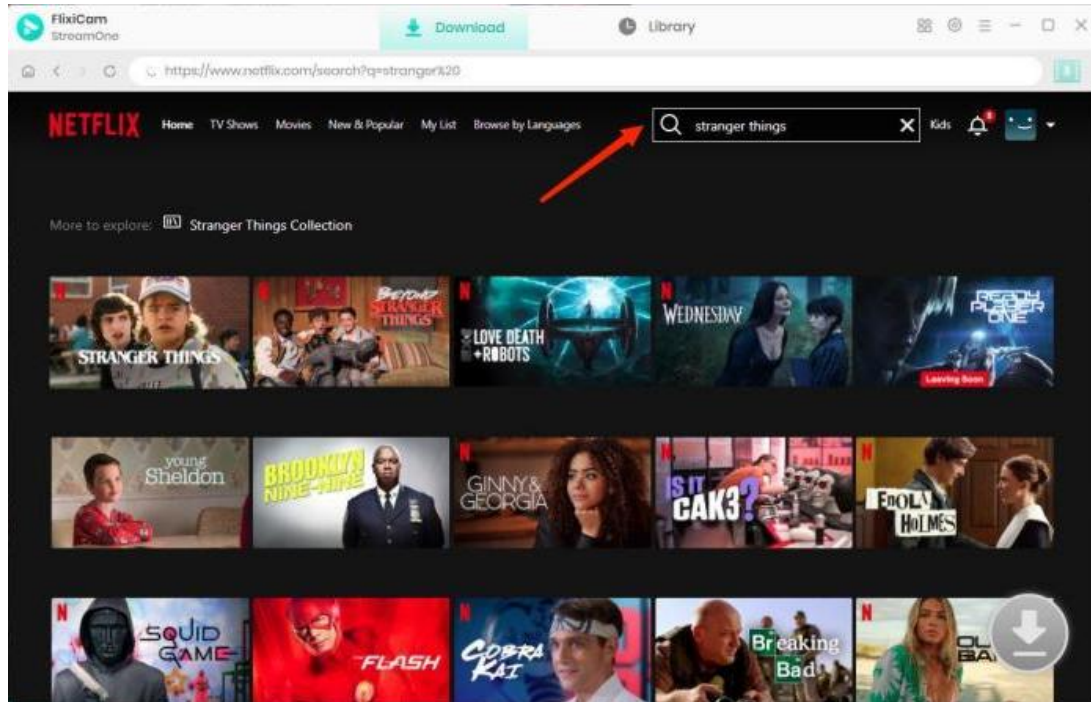 FlixiCam
StreamOne
Download
Library
https://www.netflix.com/search?q=stranger%20
NETFLIX Home TV Shows Movies New & Popular My List Browse by Languages
stranger things
Kids
More to explore: Stranger Things Collection
N
STRANGER THINGS
N
BEYOND
STRANGER
THINGS
N
LOVE DEATH
+ROBOTS
N
WEDNESDAY
READY
PLAYER
ONE
Leaving Soon
young
Sheldon
BROOKLYN
NINE-NINE
N
GINNY &
GEORGIA
N
IS IT
CAK3?
N
ENOLA
HOLMES
N
SQUID
GAME
FLASH
N
COBRA
KAI
Breaking
Bad
N